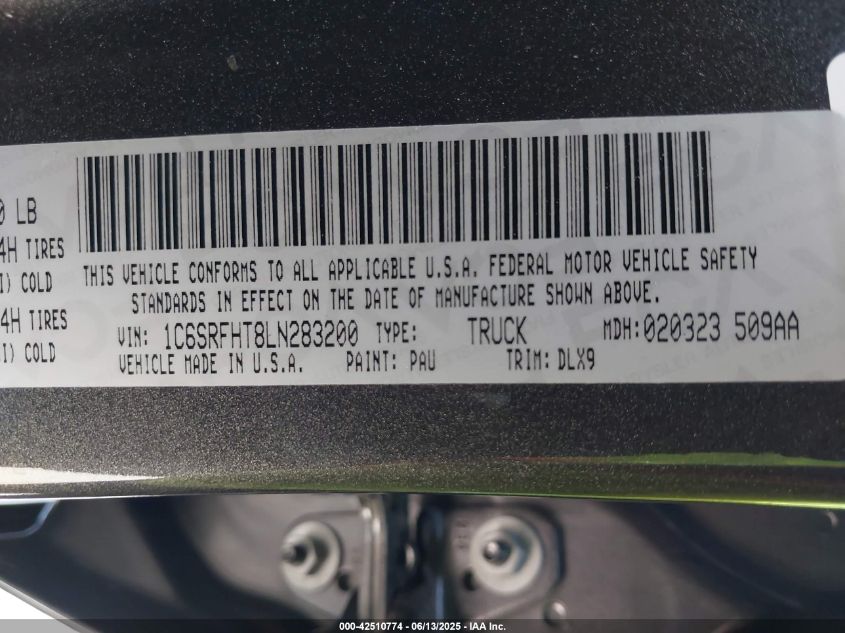 0 LB
4H TIRES
I) COLD
4H TIRES
I) COLD
THIS VEHICLE CONFORMS TO ALL APPLICABLE U.S.A. FEDERAL MOTOR VEHICLE SAFETY
STANDARDS IN EFFECT ON THE DATE OF MANUFACTURE SHOWN ABOVE.
VIN: 1C6SRFHT8LN283200 TYPE: TRUCK MDH:020323 509AA
VEHICLE MADE IN U.S.A. PAINT: PAU TRIM: DLX9
000-42510774 - 06/13/2025 - IAA Inc.